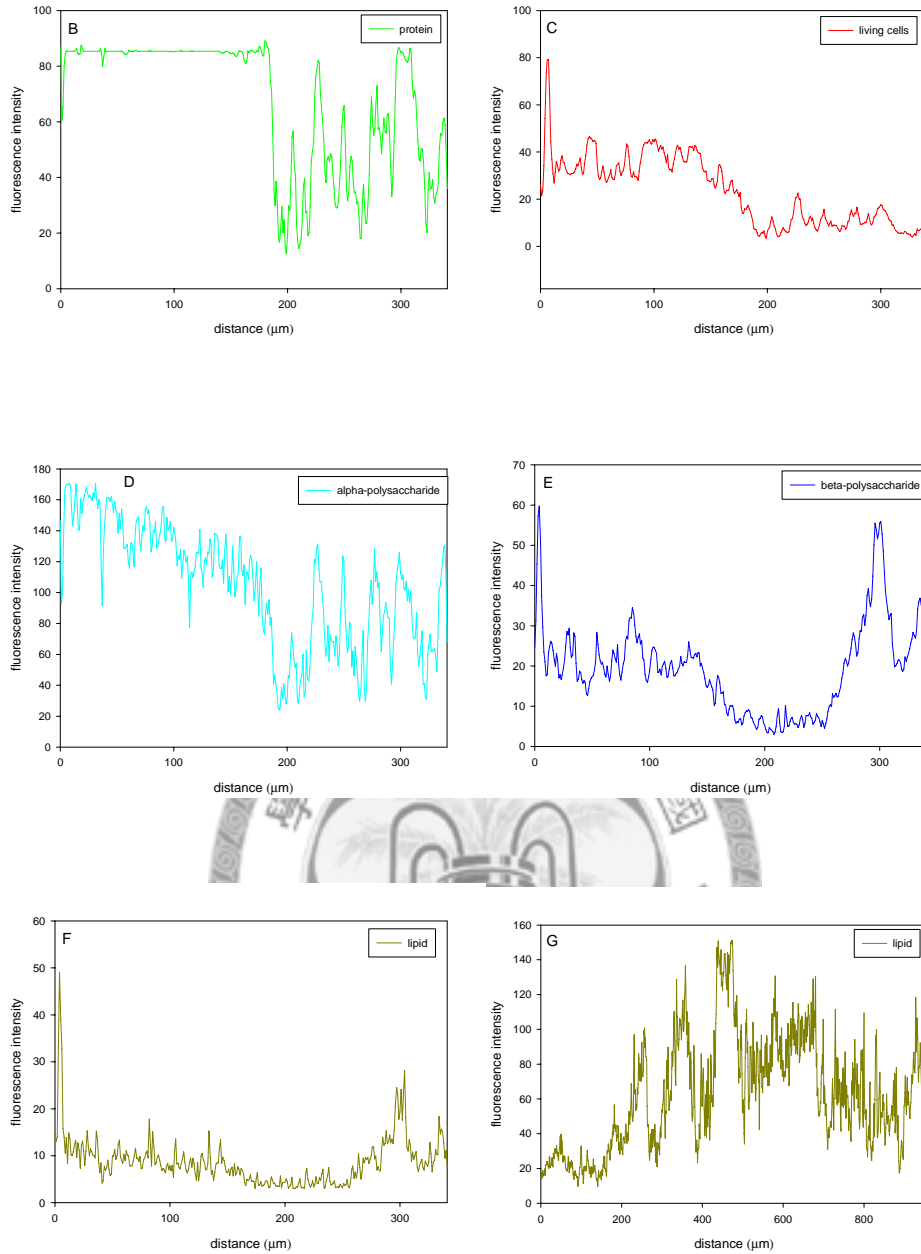 B
protein
fluorescence intensity
100
80
60
40
20
0
0 100 200 300
distance (µm)
C
living cells
fluorescence intensity
100
80
60
40
20
0
0 100 200 300
distance (µm)
D
alpha-polysaccharide
fluorescence intensity
180
160
140
120
100
80
60
40
20
0
0 100 200 300
distance (µm)
E
beta-polysaccharide
fluorescence intensity
70
60
50
40
30
20
10
0
0 100 200 300
distance (µm)
F
lipid
fluorescence intensity
60
50
40
30
20
10
0
0 100 200 300
distance (µm)
G
lipid
fluorescence intensity
160
140
120
100
80
60
40
20
0
0 200 400 600 800
distance (µm)